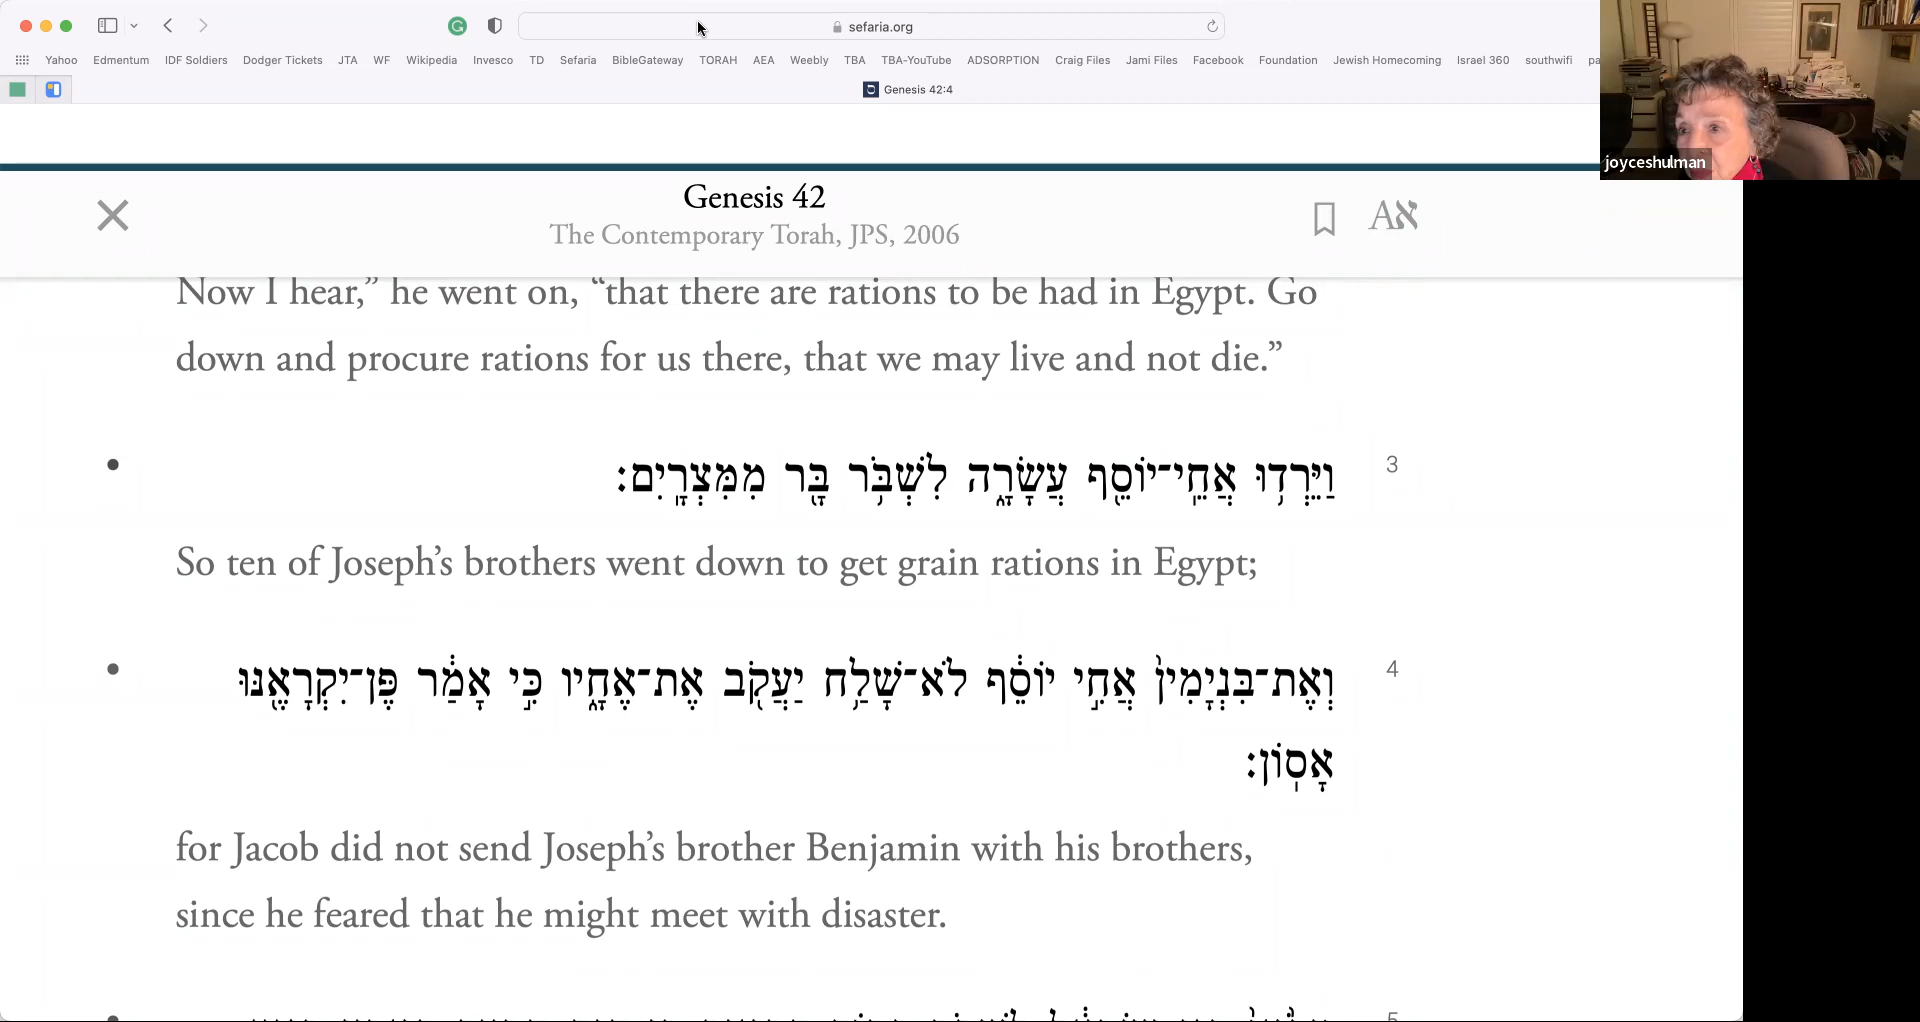 sefaria.org
Yahoo Edmentum IDF Soldiers Dodger Tickets JTA WF Wikipedia Invesco TD Sefaria BibleGateway TORAH AEA Weebly TBA TBA-YouTube ADSORPTION Craig Files Jami Files Facebook Foundation Jewish Homecoming Israel 360 southwifi
Genesis 42:4
joyceshulman
Genesis 42
The Contemporary Torah, JPS, 2006
Now I hear,” he went on, “that there are rations to be had in Egypt. Go
down and procure rations for us there, that we may live and not die.”
3
וַיֵּרְד֥וּ אֲחֵֽי־יוֹסֵ֖ף עֲשָׂרָ֑ה לִשְׁבֹּ֥ר בָּ֖ר מִמִּצְרָֽיִם׃
So ten of Joseph’s brothers went down to get grain rations in Egypt;
4
וְאֶת־בִּנְיָמִין֙ אֲחִ֣י יוֹסֵ֔ף לֹא־שָׁלַ֥ח יַעֲקֹ֖ב אֶת־אֶחָ֑יו כִּ֣י אָמַ֔ר פֶּן־יִקְרָאֶ֖נּוּ
אָסֽוֹן׃
for Jacob did not send Joseph’s brother Benjamin with his brothers,
since he feared that he might meet with disaster.